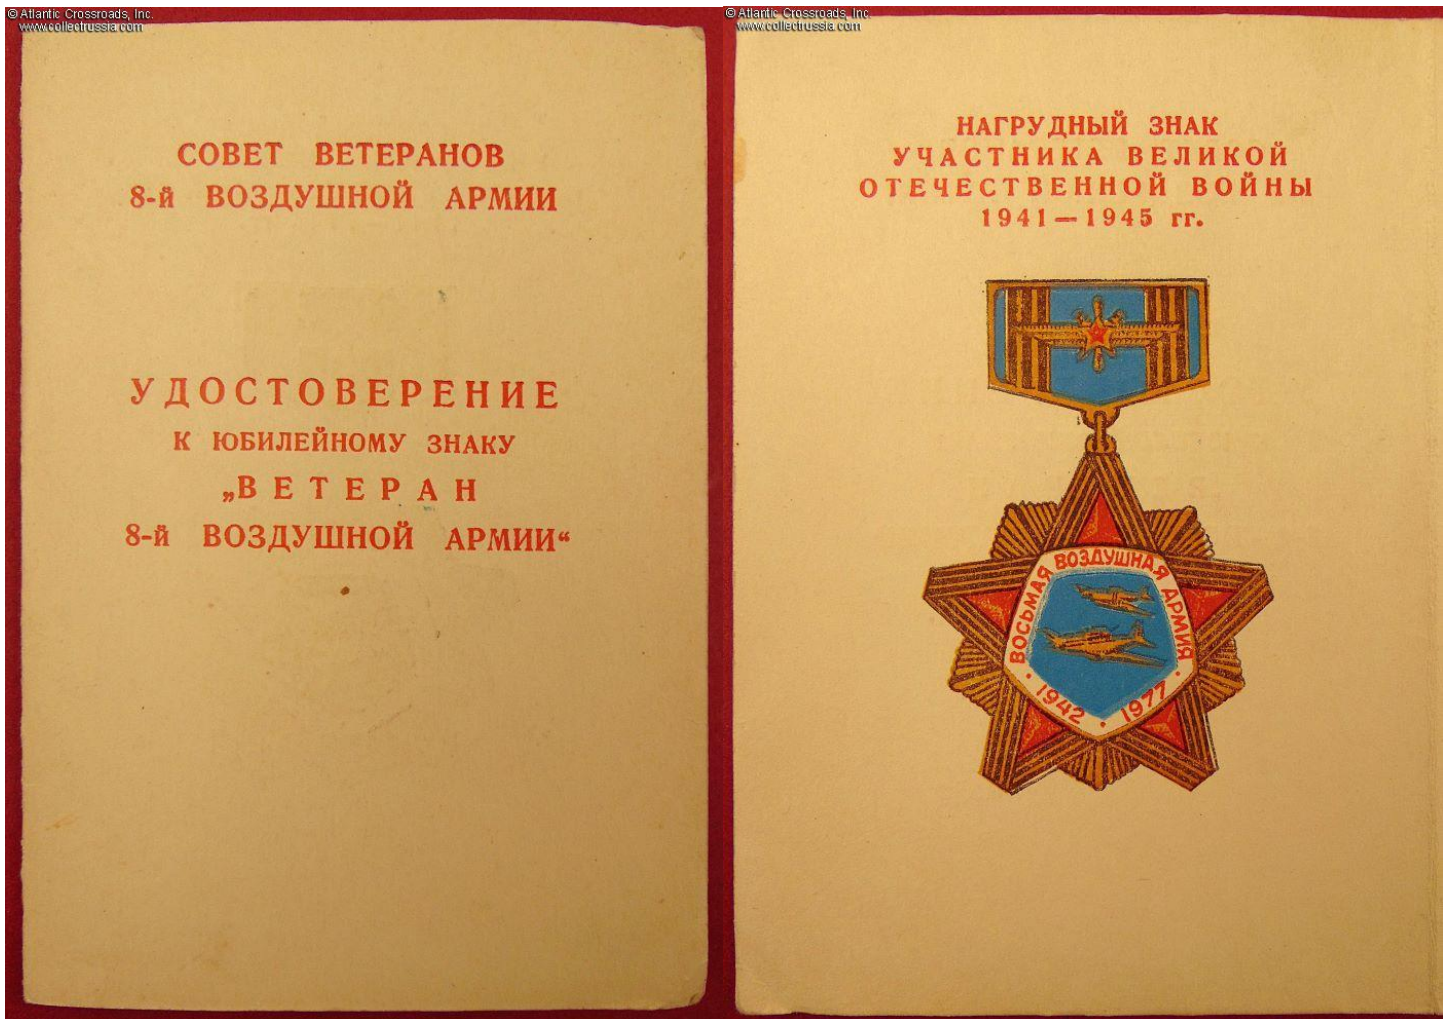 © Atlantic Crossroads, Inc.
www.collectrussia.com
СОВЕТ ВЕТЕРАНОВ
8-й ВОЗДУШНОЙ АРМИИ
УДОСТОВЕРЕНИЕ
К ЮБИЛЕЙНОМУ ЗНАКУ
„ВЕТЕРАН
8-й ВОЗДУШНОЙ АРМИИ“
© Atlantic Crossroads, Inc.
www.collectrussia.com
НАГРУДНЫЙ ЗНАК
УЧАСТНИКА ВЕЛИКОЙ
ОТЕЧЕСТВЕННОЙ ВОЙНЫ
1941—1945 гг.
ВОСЬМАЯ ВОЗДУШНАЯ АРМИЯ
· 1942 · 1977 ·